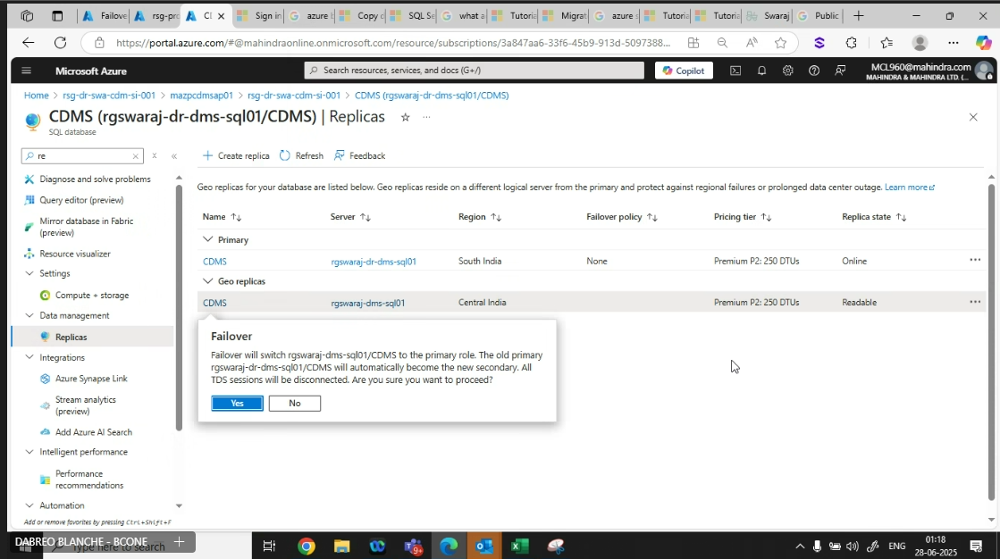 Failove
rsg-pro
Cl
Sign in
azure b
Copy d
SQL Se
what a
Tutoria
Migrat
azure s
Tutoria
Tutoria
Swaraj
Public
https://portal.azure.com/#@mahindraonline.onmicrosoft.com/resource/subscriptions/3a847aa6-33f6-45b9-913d-5097388...
Microsoft Azure
Search resources, services, and docs (G+/)
Copilot
MCL960@mahindra.com
MAHINDRA & MAHINDRA LTD. (...
Home > rsg-dr-swa-cdm-si-001 > mazpcdmsap01 > rsg-dr-swa-cdm-si-001 > CDMS (rgswaraj-dr-dms-sql01/CDMS)
CDMS (rgswaraj-dr-dms-sql01/CDMS) | Replicas
SQL database
re
Create replica
Refresh
Feedback
Diagnose and solve problems
Query editor (preview)
Mirror database in Fabric
(preview)
Resource visualizer
Settings
Compute + storage
Data management
Replicas
Integrations
Azure Synapse Link
Stream analytics
(preview)
Add Azure AI Search
Intelligent performance
Performance
recommendations
Automation
Add or remove favorites by pressing Ctrl+Shift+F
Geo replicas for your database are listed below. Geo replicas reside on a different logical server from the primary and protect against regional failures or prolonged data center outage. Learn more
Name Server Region Failover policy Pricing tier Replica state
Primary
CDMS rgswaraj-dr-dms-sql01 South India None Premium P2: 250 DTUs Online
Geo replicas
CDMS rgswaraj-dms-sql01 Central India Premium P2: 250 DTUs Readable
Failover
Failover will switch rgswaraj-dms-sql01/CDMS to the primary role. The old primary
rgswaraj-dr-dms-sql01/CDMS will automatically become the new secondary. All
TDS sessions will be disconnected. Are you sure you want to proceed?
Yes
No
DABREO BLANCHE - BCONE
Type here to search
9+
ENG
01:18
28-06-2025